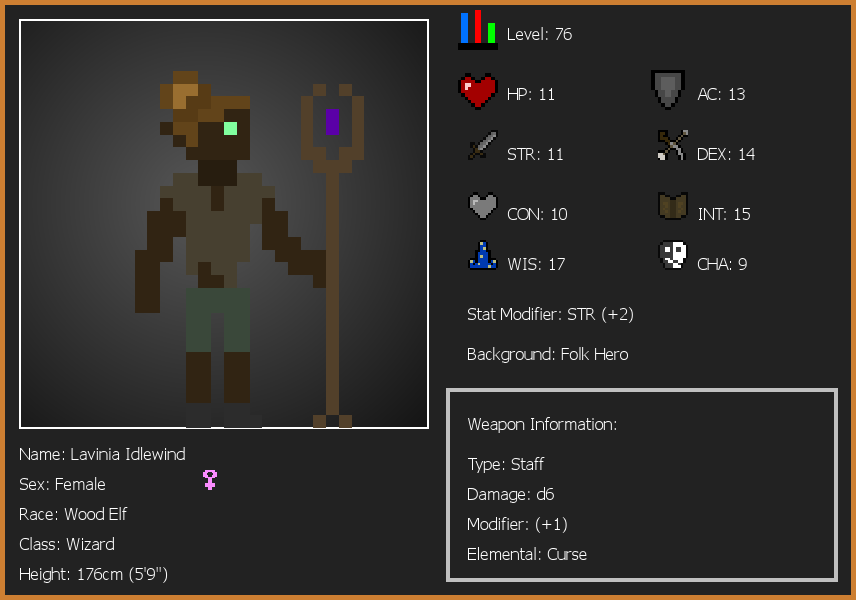 Level: 76
HP: 11
AC: 13
STR: 11
DEX: 14
CON: 10
INT: 15
WIS: 17
CHA: 9
Stat Modifier: STR (+2)
Background: Folk Hero
Weapon Information:
Type: Staff
Damage: d6
Modifier: (+1)
Elemental: Curse
Name: Lavinia Idlewind
Sex: Female
Race: Wood Elf
Class: Wizard
Height: 176cm (5'9")